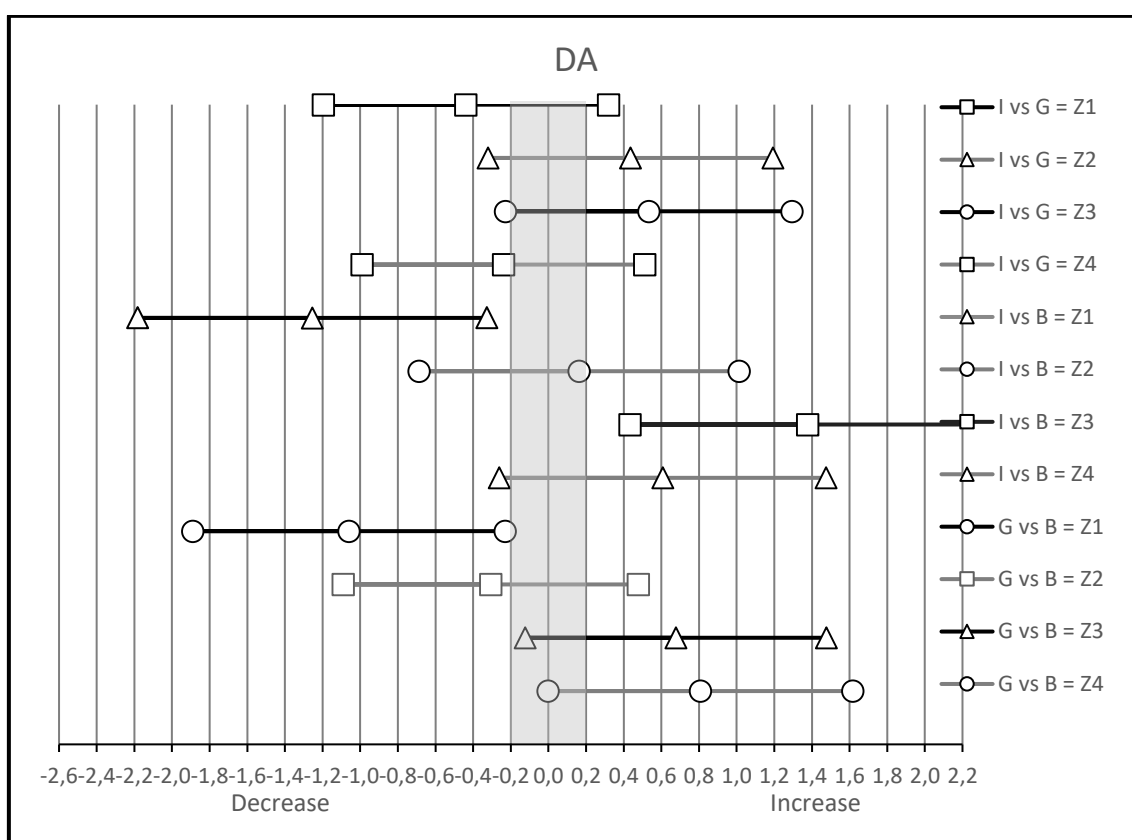 DA
I vs G = Z1
I vs G = Z2
I vs G = Z3
I vs G = Z4
I vs B = Z1
I vs B = Z2
I vs B = Z3
I vs B = Z4
G vs B = Z1
G vs B = Z2
G vs B = Z3
G vs B = Z4
-2,6 -2,4 -2,2 -2,0 -1,8 -1,6 -1,4 -1,2 -1,0 -0,8 -0,6 -0,4 -0,2 0,0 0,2 0,4 0,6 0,8 1,0 1,2 1,4 1,6 1,8 2,0 2,2
Decrease Increase